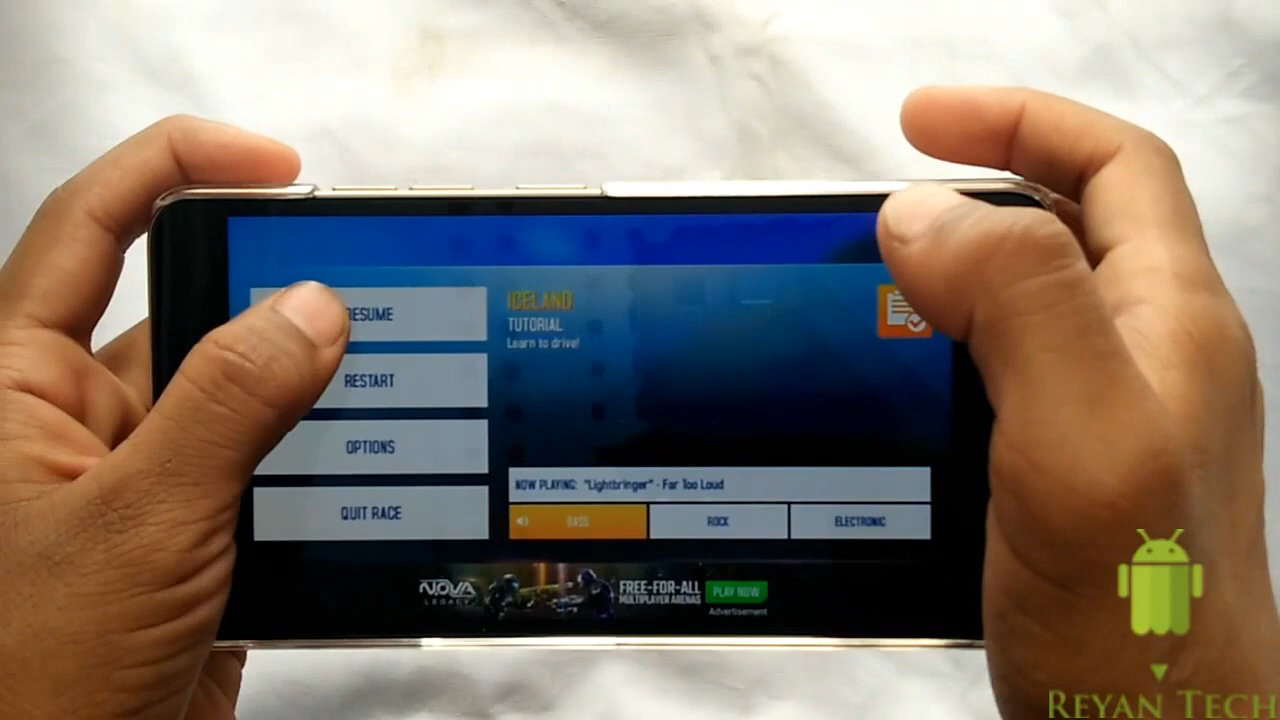 RESUME
RESTART
OPTIONS
QUIT RACE
ICELAND
TUTORIAL
Learn to drive!
NOW PLAYING: "Lightbringer" - Far Too Loud
BASS
ROCK
ELECTRONIC
NOVA
LEGACY
FREE-FOR-ALL
MULTIPLAYER ARENAS
PLAY NOW
Advertisement
REYAN TECH